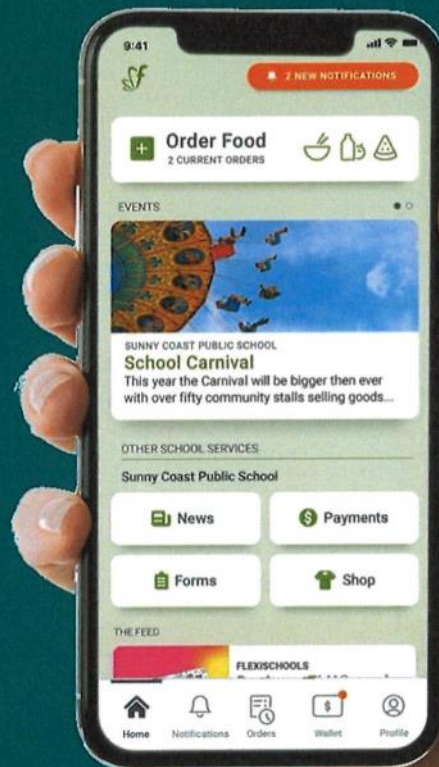 9:41
2 NEW NOTIFICATIONS
Order Food
2 CURRENT ORDERS
EVENTS
SUNNY COAST PUBLIC SCHOOL
School Carnival
This year the Carnival will be bigger then ever
with over fifty community stalls selling goods...
OTHER SCHOOL SERVICES
Sunny Coast Public School
News
Payments
Forms
Shop
THE FEED
FLEXISCHOOLS
Home
Notifications
Orders
Wallet
Profile